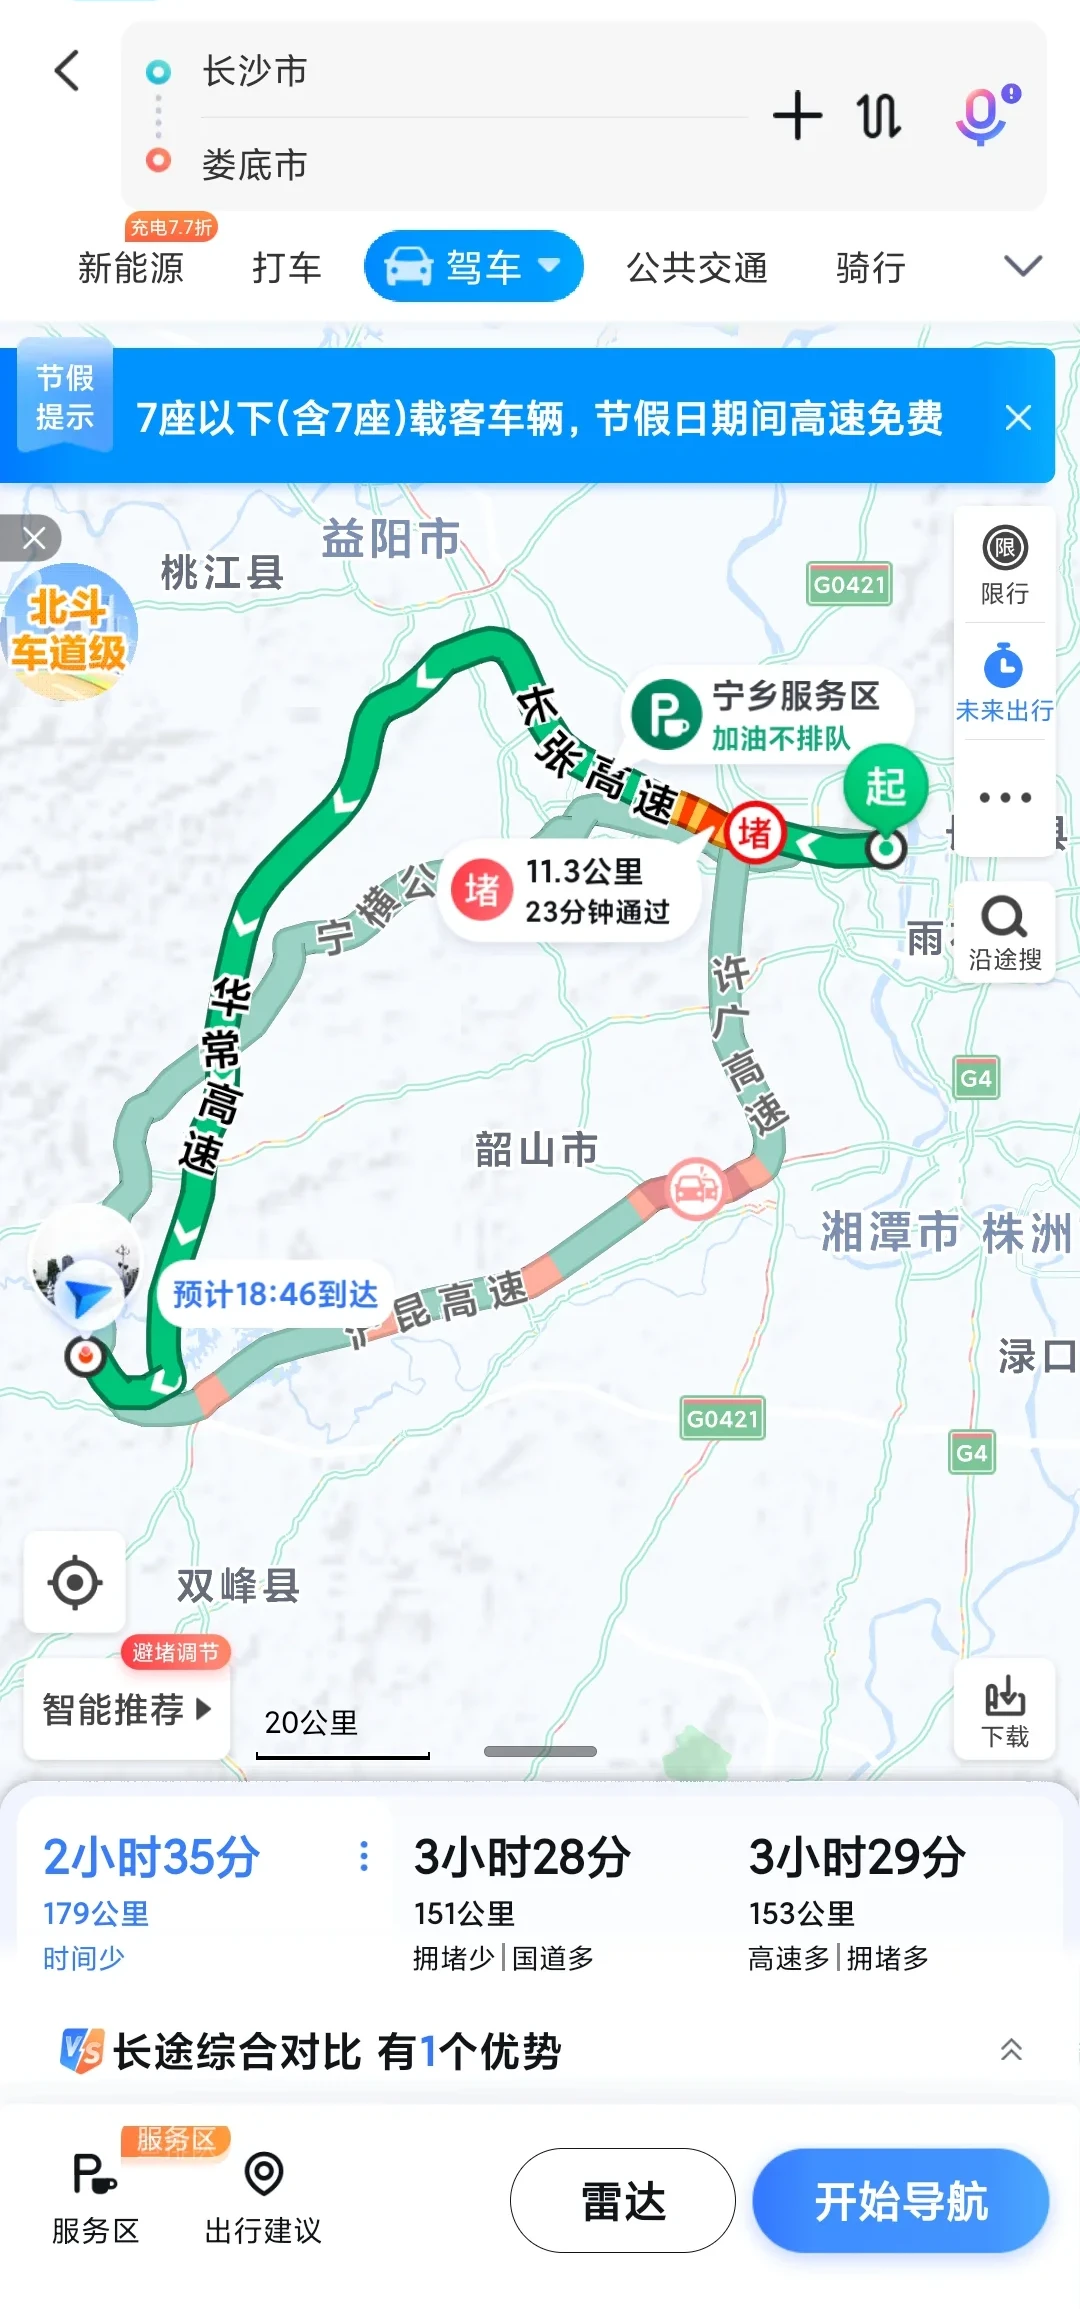 长沙市
娄底市
充电7.7折
新能源
打车
驾车
公共交通
骑行
节假
提示
7座以下(含7座)载客车辆, 节假日期间高速免费
益阳市
桃江县
G0421
限
限行
北斗
车道级
宁乡服务区
加油不排队
未来出行
起
长张高速
堵
堵
11.3公里
23分钟通过
宁横公
沿途搜
华常高速
许广高速
G4
韶山市
湘潭市
株洲
预计18:46到达
昆高速
渌口
G0421
G4
双峰县
避堵调节
智能推荐
20公里
下载
2小时35分
179公里
时间少
3小时28分
151公里
拥堵少|国道多
3小时29分
153公里
高速多|拥堵多
VS
长途综合对比 有1个优势
服务区
服务区
出行建议
雷达
开始导航